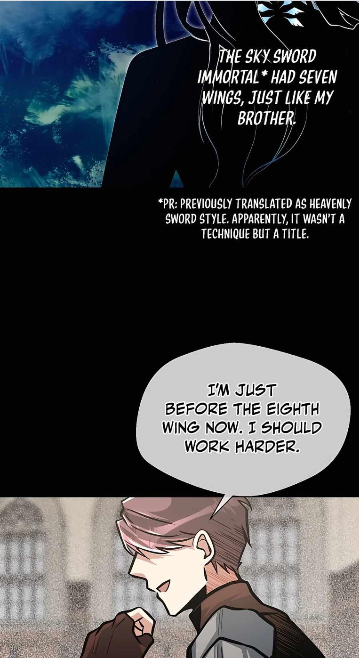 THE SKY SWORD
IMMORTAL* HAD SEVEN
WINGS, JUST LIKE MY
BROTHER.
*PR: PREVIOUSLY TRANSLATED AS HEAVENLY
SWORD STYLE. APPARENTLY, IT WASN'T A
TECHNIQUE BUT A TITLE.
I'M JUST
BEFORE THE EIGHTH
WING NOW. I SHOULD
WORK HARDER.